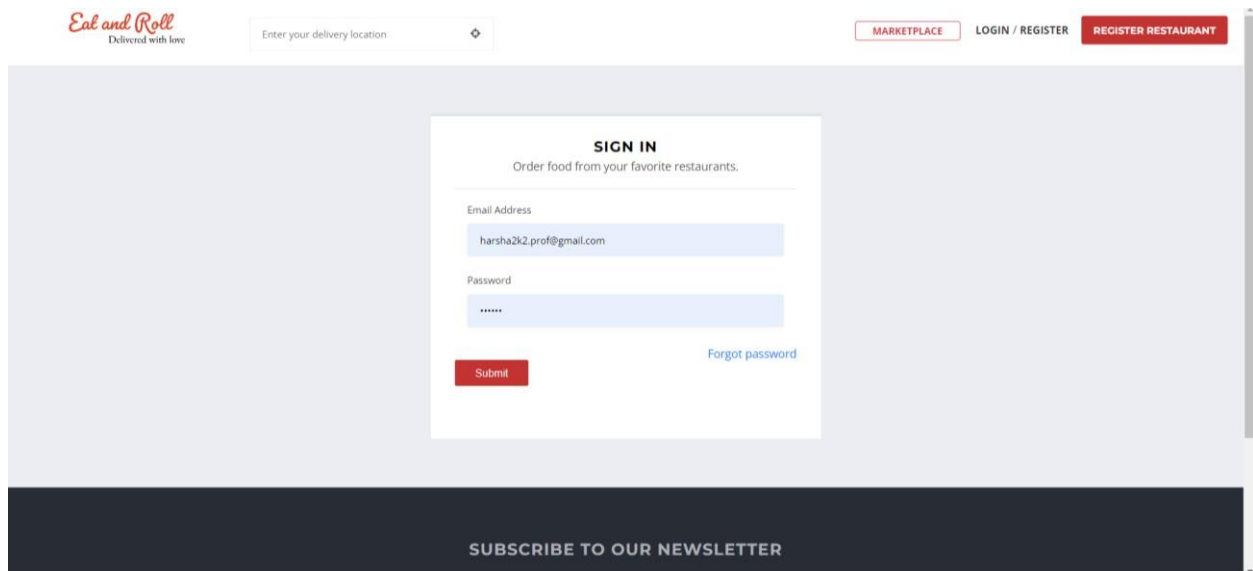 Eat and Roll
Delivered with love
Enter your delivery location
MARKETPLACE
LOGIN / REGISTER
REGISTER RESTAURANT
SIGN IN
Order food from your favorite restaurants.
Email Address
harsha2k2.prof@gmail.com
Password
••••••
Forgot password
Submit
SUBSCRIBE TO OUR NEWSLETTER